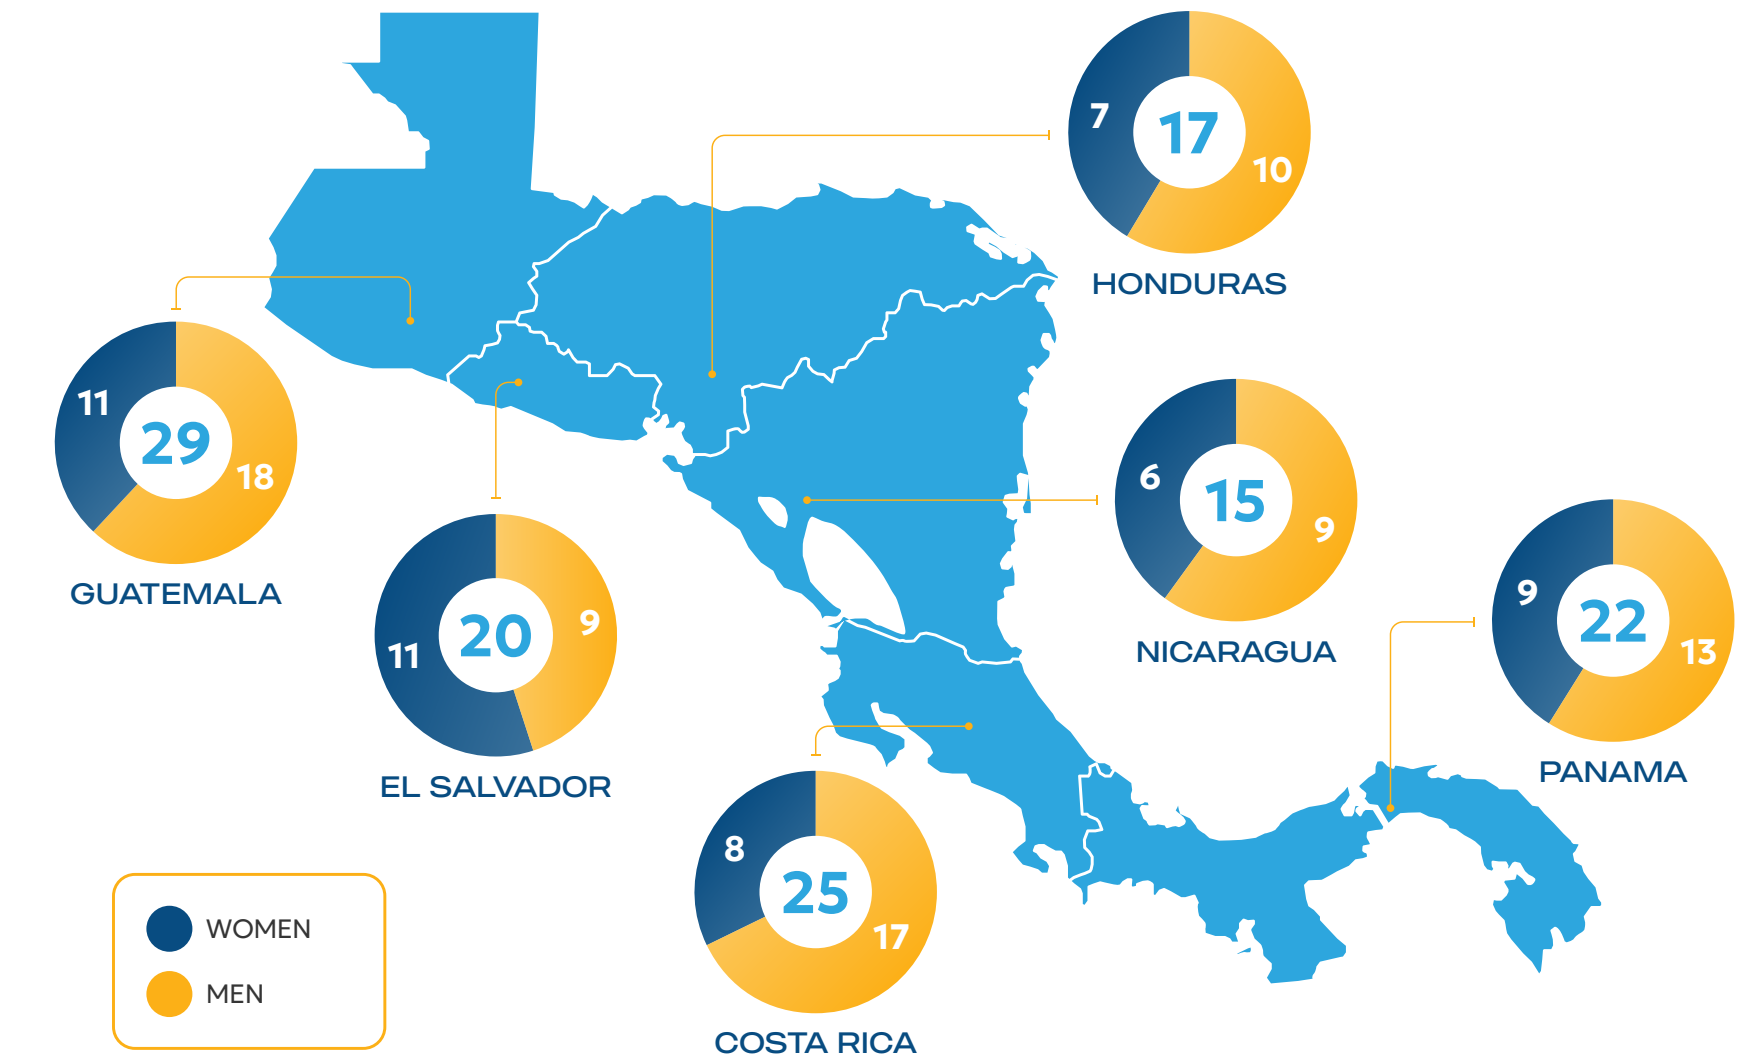 7
17
10
HONDURAS
11
29
18
GUATEMALA
11
20
9
EL SALVADOR
6
15
9
NICARAGUA
9
22
13
PANAMA
8
25
17
COSTA RICA
WOMEN
MEN